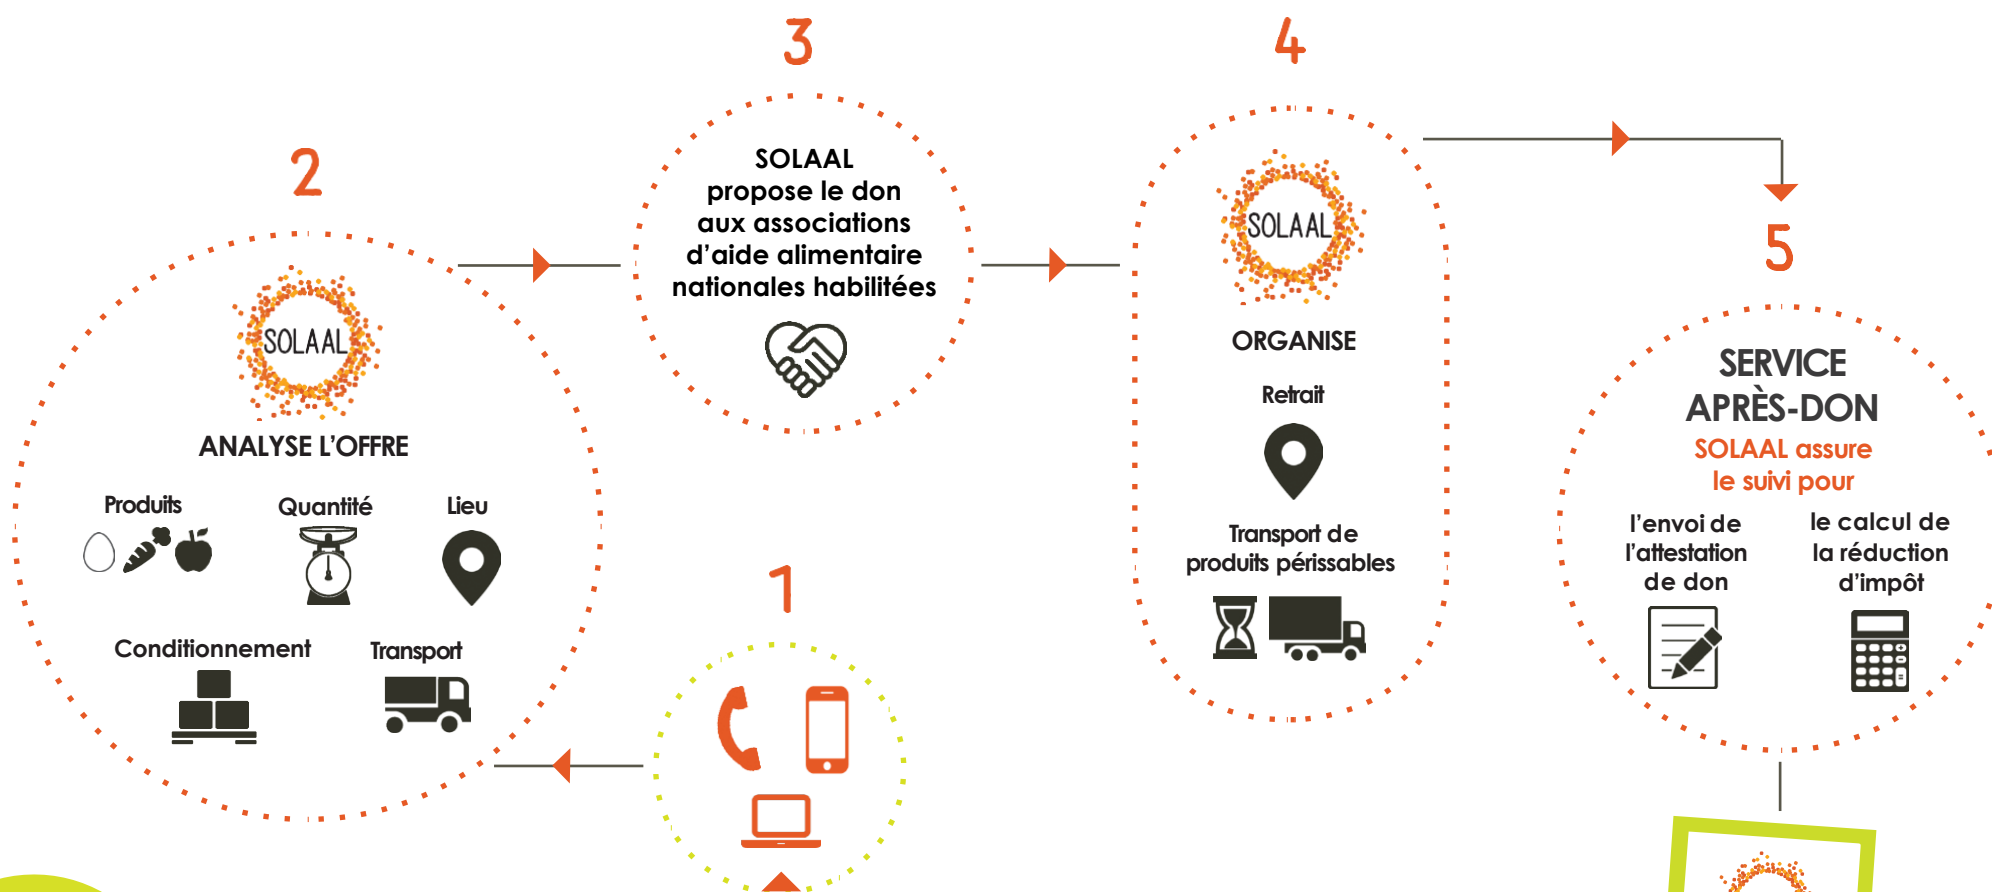 1
2
SOLAAL
ANALYSE L’OFFRE
Produits
Quantité
Lieu
Conditionnement
Transport
3
SOLAAL
propose le don
aux associations
d’aide alimentaire
nationales habilitées
4
SOLAAL
ORGANISE
Retrait
Transport de
produits périssables
5
SERVICE
APRÈS-DON
SOLAAL assure
le suivi pour
l’envoi de
l’attestation
de don
le calcul de
la réduction
d’impôt